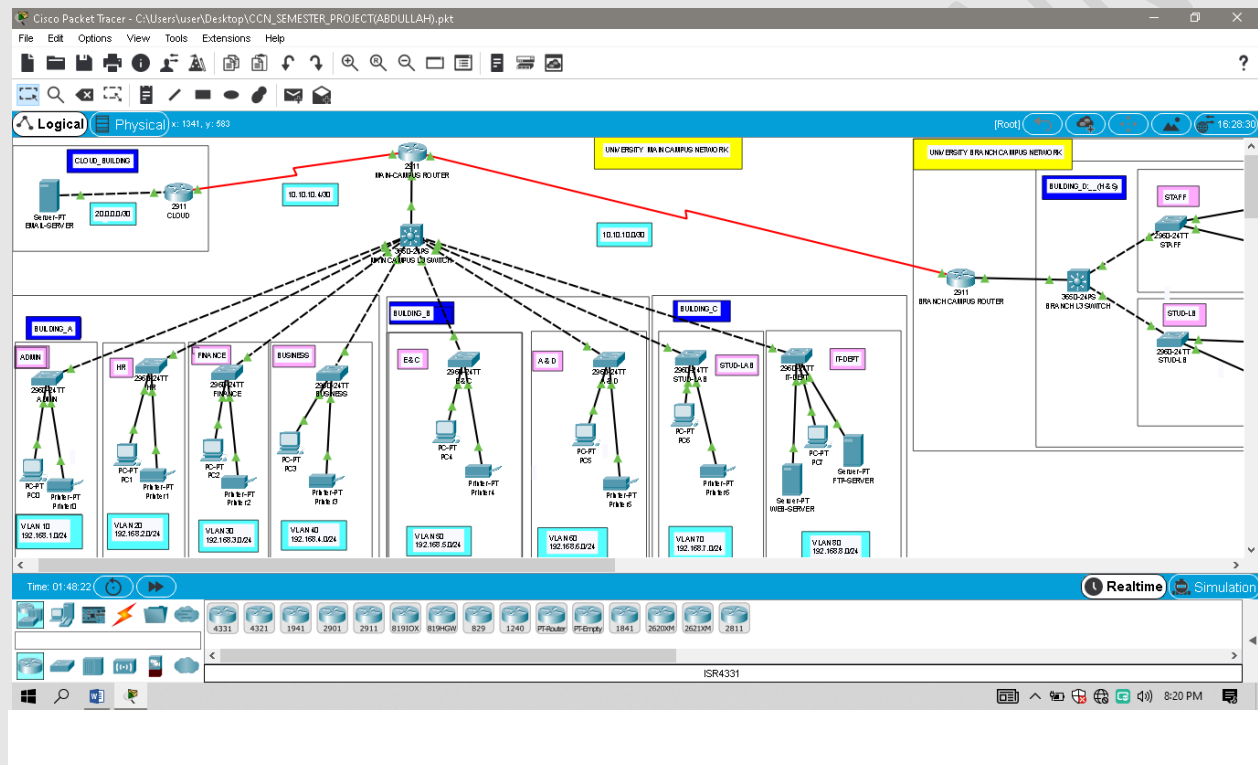 Cisco Packet Tracer - C:\Users\user\Desktop\CCN_SEMESTER_PROJECT(ABDULLAH).pkt
File Edit Options View Tools Extensions Help
?
Logical Physical x: 1341, y: 583 [Root] 16:28:30
CLOUD_BUILDING
Server-PT
EMAIL-SERVER
20.0.0.0/30
2911
CLOUD
2911
MAIN-CAMPUS ROUTER
10.10.10.4/30
3650-24PS
MAIN CAMPUS L3 SWITCH
UNIVERSITY MAIN CAMPUS NETWORK
10.10.10.0/30
UNIVERSITY BRANCH CAMPUS NETWORK
2911
BRANCH CAMPUS ROUTER
3650-24PS
BRANCH L3 SWITCH
BUILDING_D:__(H & S)
STAFF
2960-24TT
STAFF
STUD-LB
2960-24TT
STUD-LB
BUILDING_A
ADMIN
2960-24TT
ADMIN
PC-PT
PC0
Printer-PT
Printer0
VLAN 10
192.168.1.0/24
HR
2960-24TT
HR
PC-PT
PC1
Printer-PT
Printer1
VLAN 20
192.168.2.0/24
FINANCE
2960-24TT
FINANCE
PC-PT
PC2
Printer-PT
Printer2
VLAN 30
192.168.3.0/24
BUSINESS
2960-24TT
BUSINESS
PC-PT
PC3
Printer-PT
Printer3
VLAN 40
192.168.4.0/24
BUILDING_B
E&C
2960-24TT
E&C
PC-PT
PC4
Printer-PT
Printer4
VLAN 50
192.168.5.0/24
A & D
2960-24TT
A & D
PC-PT
PC5
Printer-PT
Printer5
VLAN 60
192.168.6.0/24
BUILDING_C
STUD-LAB
2960-24TT
STUD-LAB
PC-PT
PC6
Printer-PT
Printer6
VLAN 70
192.168.7.0/24
IT-DEPT
2960-24TT
IT-DEPT
PC-PT
PC7
Server-PT
FTP-SERVER
Server-PT
WEB-SERVER
VLAN 80
192.168.8.0/24
Time: 01:48:22 Realtime Simulation
4331 4321 1941 2901 2911 819IOX 819HGW 829 1240 PT-Router PT-Empty 1841 2620XM 2621XM 2811
ISR4331
8:20 PM